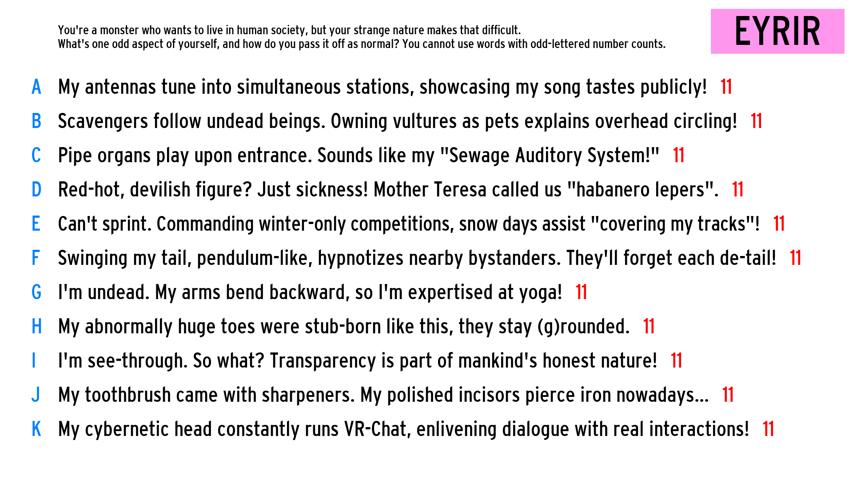 You're a monster who wants to live in human society, but your strange nature makes that difficult.
What's one odd aspect of yourself, and how do you pass it off as normal? You cannot use words with odd-lettered number counts.
EYRIR
A My antennas tune into simultaneous stations, showcasing my song tastes publicly! 11
B Scavengers follow undead beings. Owning vultures as pets explains overhead circling! 11
C Pipe organs play upon entrance. Sounds like my "Sewage Auditory System!" 11
D Red-hot, devilish figure? Just sickness! Mother Teresa called us "habanero lepers". 11
E Can't sprint. Commanding winter-only competitions, snow days assist "covering my tracks"! 11
F Swinging my tail, pendulum-like, hypnotizes nearby bystanders. They'll forget each de-tail! 11
G I'm undead. My arms bend backward, so I'm expertised at yoga! 11
H My abnormally huge toes were stub-born like this, they stay (g)rounded. 11
I I'm see-through. So what? Transparency is part of mankind's honest nature! 11
J My toothbrush came with sharpeners. My polished incisors pierce iron nowadays... 11
K My cybernetic head constantly runs VR-Chat, enlivening dialogue with real interactions! 11